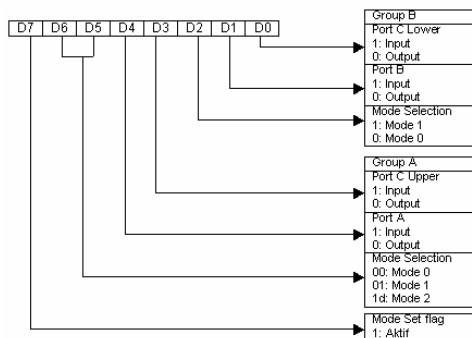 D7 D6 D5 D4 D3 D2 D1 D0
Group B
Port C Lower
1: Input
0: Output
Port B
1: Input
0: Output
Mode Selection
1: Mode 1
0: Mode 0
Group A
Port C Upper
1: Input
0: Output
Port A
1: Input
0: Output
Mode Selection
00: Mode 0
01: Mode 1
1d: Mode 2
Mode Set flag
1: Aktif